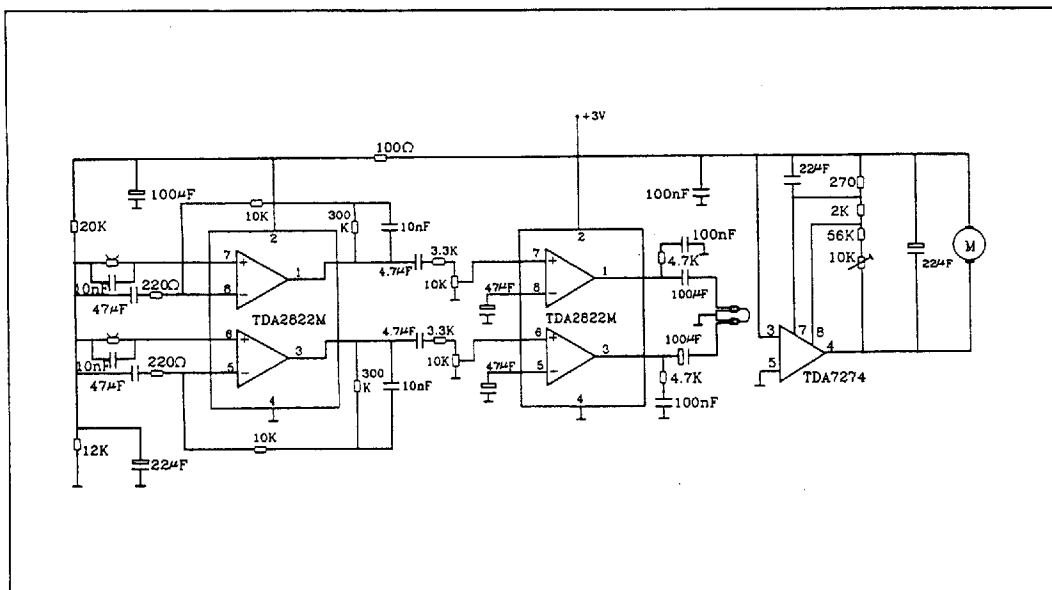 +3V
100Ω
100µF
20K
10K
300
K
10nF
2
7
+
1
8
−
10nF
47µF
220Ω
TDA2822M
4.7µF
3.3K
10K
6
+
3
5
−
10nF
47µF
220Ω
4.7µF
3.3K
10K
300
K
10nF
4
10K
12K
22µF
2
7
+
1
8
−
47µF
TDA2822M
6
+
3
5
−
47µF
4
100nF
100nF
4.7K
100µF
100µF
4.7K
100nF
22µF
270
2K
56K
10K
22µF
M
3
7
8
5
4
TDA7274